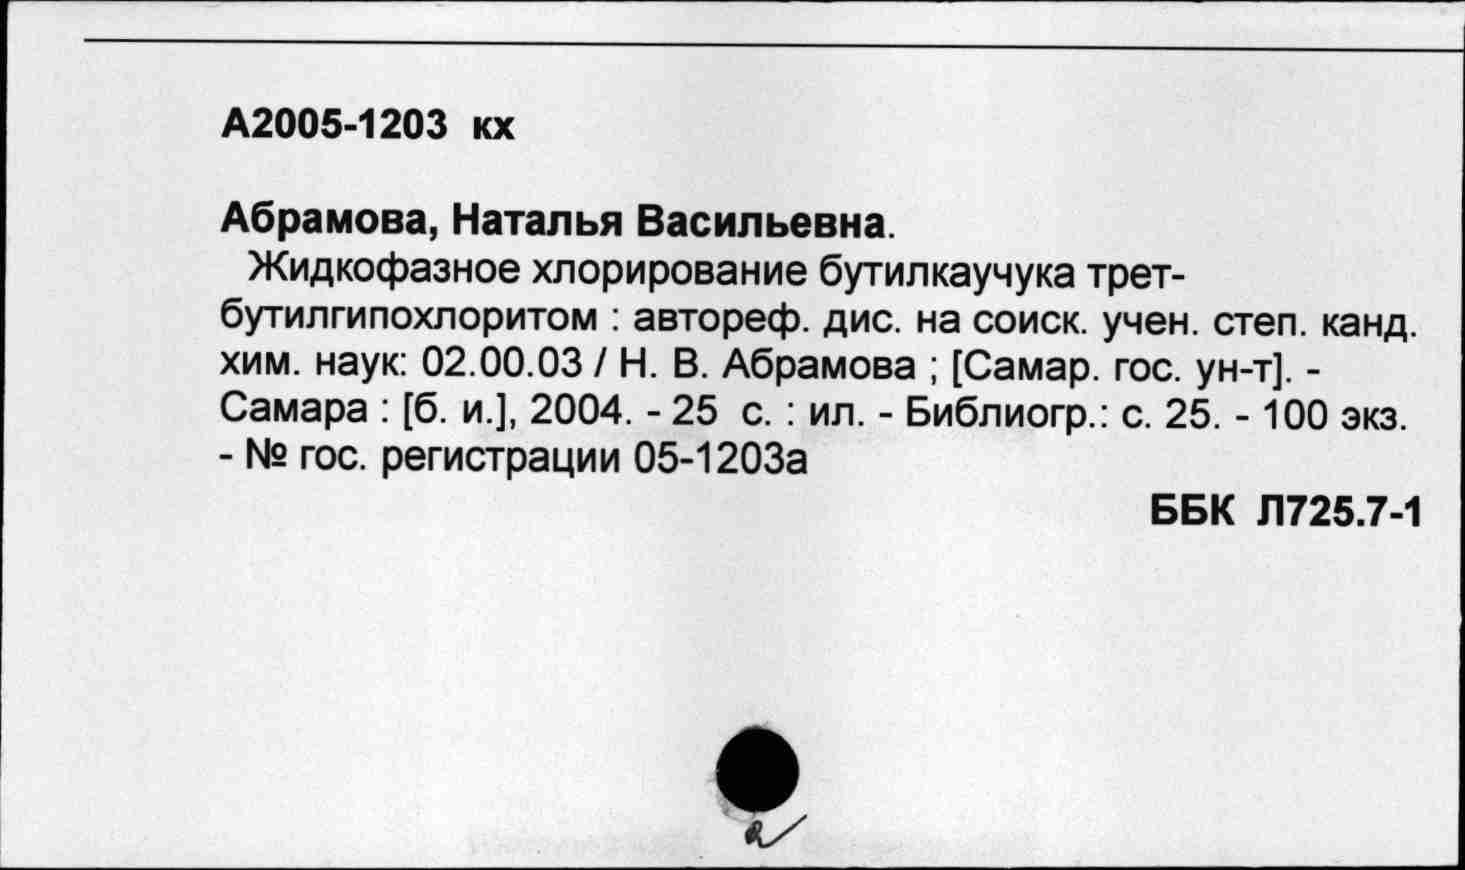 А2005-1203 кх
Абрамова, Наталья Васильевна.
Жидкофазное хлорирование бутилкаучука трет-
бутилгипохлоритом : автореф. дис. на соиск. учен. степ. канд.
хим. наук: 02.00.03 / Н. В. Абрамова ; [Самар. гос. ун-т]. -
Самара : [б. и.], 2004. - 25 с. : ил. - Библиогр.: с. 25. - 100 экз.
- № гос. регистрации 05-1203а
ББК Л725.7-1